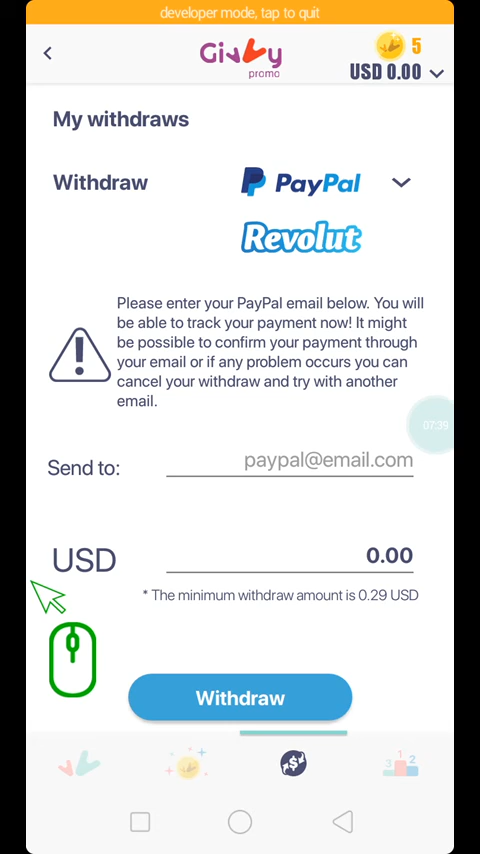 developer mode, tap to quit
Givvy
promo
5
USD 0.00
My withdraws
Withdraw
PayPal
Revolut
Please enter your PayPal email below. You will
be able to track your payment now! It might
be possible to confirm your payment through
your email or if any problem occurs you can
cancel your withdraw and try with another
email.
07:39
Send to:
paypal@email.com
USD
0.00
* The minimum withdraw amount is 0.29 USD
Withdraw
3 1 2